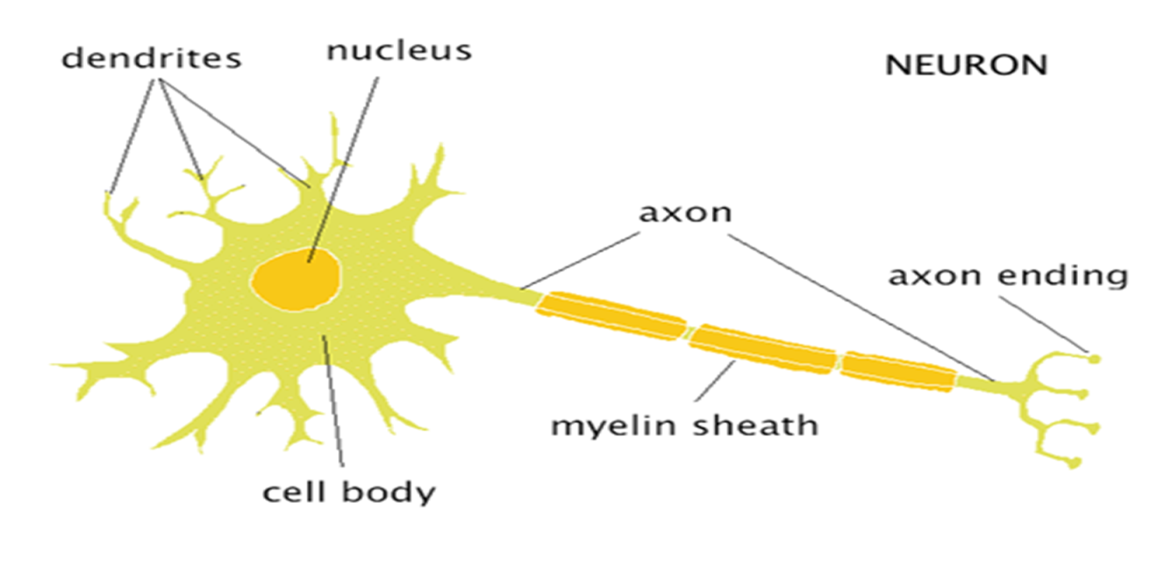 dendrites
nucleus
NEURON
axon
axon ending
myelin sheath
cell body